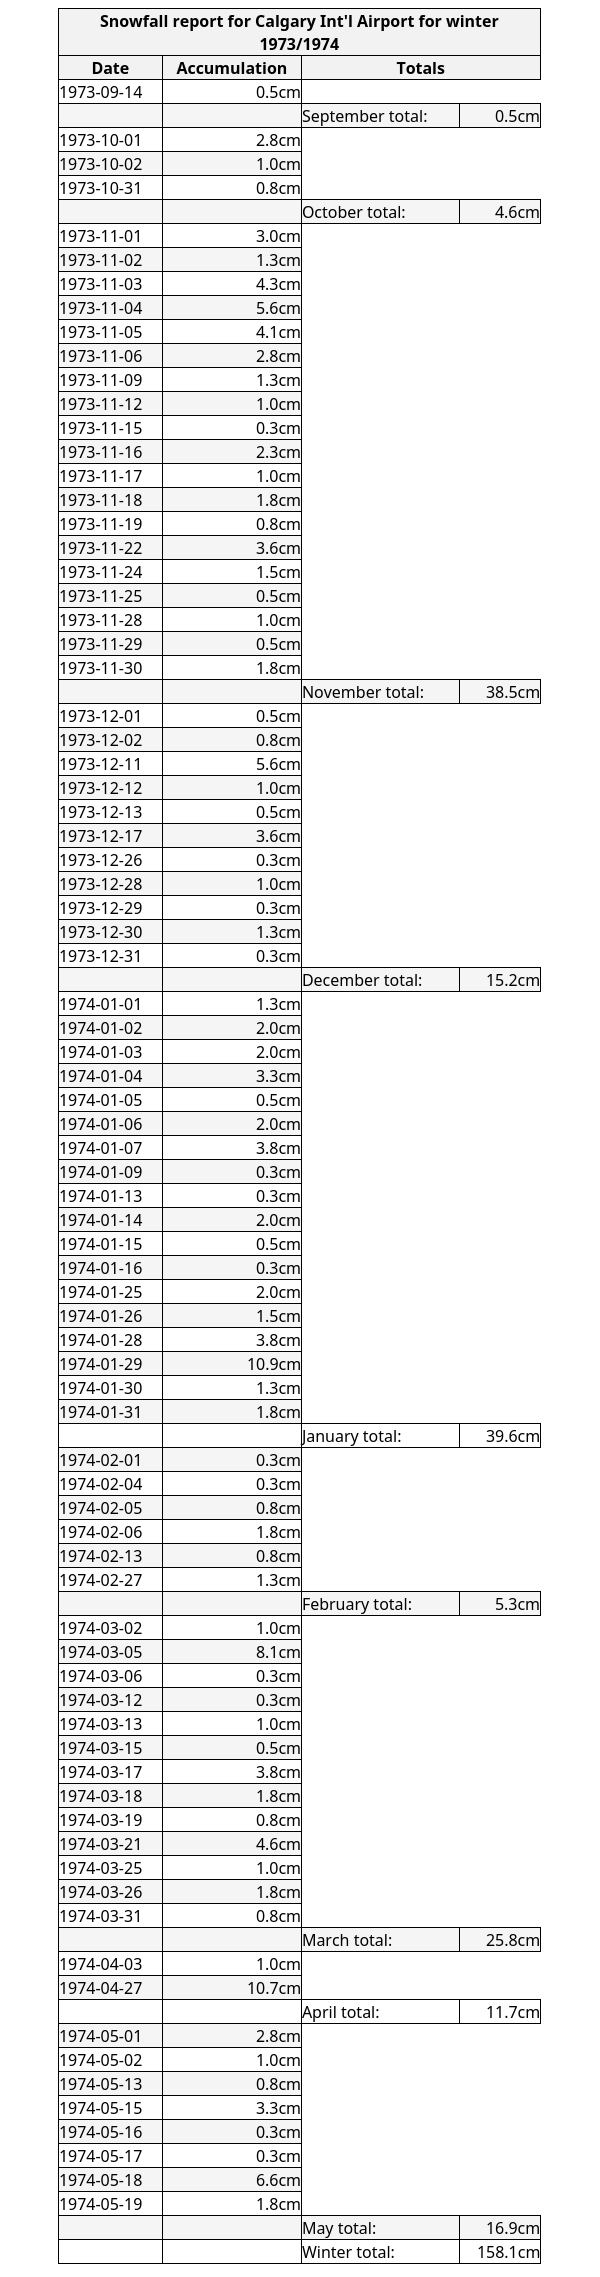 Snowfall report for Calgary Int'l Airport for winter
1973/1974
Date Accumulation Totals
1973-09-14 0.5cm
September total: 0.5cm
1973-10-01 2.8cm
1973-10-02 1.0cm
1973-10-31 0.8cm
October total: 4.6cm
1973-11-01 3.0cm
1973-11-02 1.3cm
1973-11-03 4.3cm
1973-11-04 5.6cm
1973-11-05 4.1cm
1973-11-06 2.8cm
1973-11-09 1.3cm
1973-11-12 1.0cm
1973-11-15 0.3cm
1973-11-16 2.3cm
1973-11-17 1.0cm
1973-11-18 1.8cm
1973-11-19 0.8cm
1973-11-22 3.6cm
1973-11-24 1.5cm
1973-11-25 0.5cm
1973-11-28 1.0cm
1973-11-29 0.5cm
1973-11-30 1.8cm
November total: 38.5cm
1973-12-01 0.5cm
1973-12-02 0.8cm
1973-12-11 5.6cm
1973-12-12 1.0cm
1973-12-13 0.5cm
1973-12-17 3.6cm
1973-12-26 0.3cm
1973-12-28 1.0cm
1973-12-29 0.3cm
1973-12-30 1.3cm
1973-12-31 0.3cm
December total: 15.2cm
1974-01-01 1.3cm
1974-01-02 2.0cm
1974-01-03 2.0cm
1974-01-04 3.3cm
1974-01-05 0.5cm
1974-01-06 2.0cm
1974-01-07 3.8cm
1974-01-09 0.3cm
1974-01-13 0.3cm
1974-01-14 2.0cm
1974-01-15 0.5cm
1974-01-16 0.3cm
1974-01-25 2.0cm
1974-01-26 1.5cm
1974-01-28 3.8cm
1974-01-29 10.9cm
1974-01-30 1.3cm
1974-01-31 1.8cm
January total: 39.6cm
1974-02-01 0.3cm
1974-02-04 0.3cm
1974-02-05 0.8cm
1974-02-06 1.8cm
1974-02-13 0.8cm
1974-02-27 1.3cm
February total: 5.3cm
1974-03-02 1.0cm
1974-03-05 8.1cm
1974-03-06 0.3cm
1974-03-12 0.3cm
1974-03-13 1.0cm
1974-03-15 0.5cm
1974-03-17 3.8cm
1974-03-18 1.8cm
1974-03-19 0.8cm
1974-03-21 4.6cm
1974-03-25 1.0cm
1974-03-26 1.8cm
1974-03-31 0.8cm
March total: 25.8cm
1974-04-03 1.0cm
1974-04-27 10.7cm
April total: 11.7cm
1974-05-01 2.8cm
1974-05-02 1.0cm
1974-05-13 0.8cm
1974-05-15 3.3cm
1974-05-16 0.3cm
1974-05-17 0.3cm
1974-05-18 6.6cm
1974-05-19 1.8cm
May total: 16.9cm
Winter total: 158.1cm